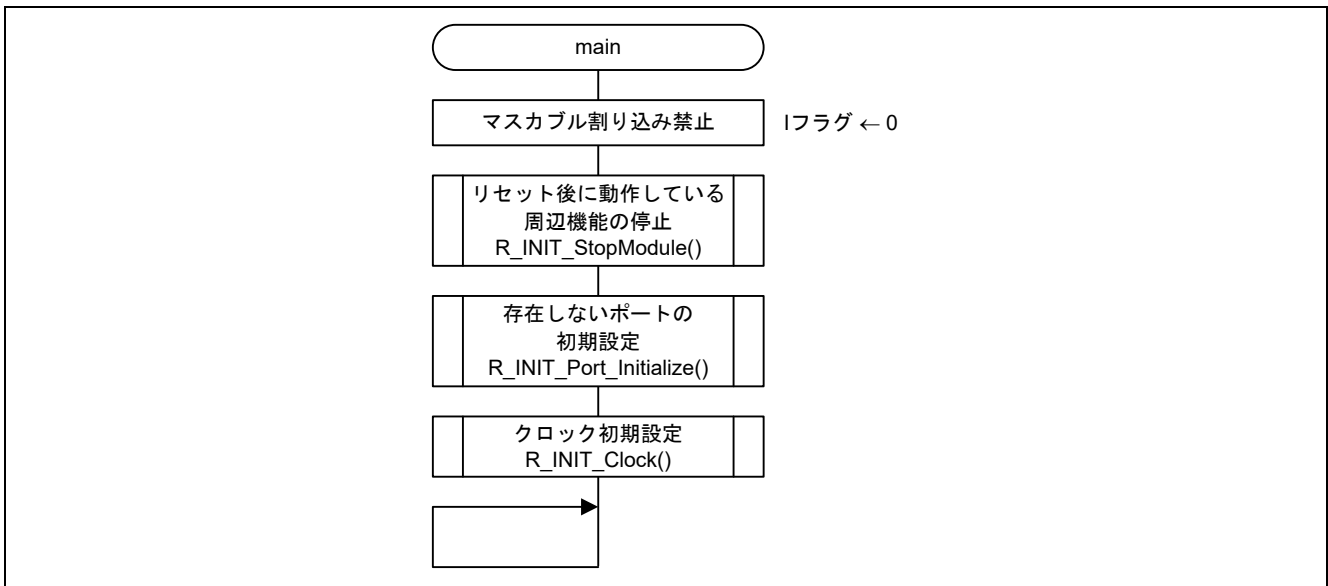 main
マスカブル割り込み禁止
Iフラグ ← 0
リセット後に動作している
周辺機能の停止
R_INIT_StopModule()
存在しないポートの
初期設定
R_INIT_Port_Initialize()
クロック初期設定
R_INIT_Clock()